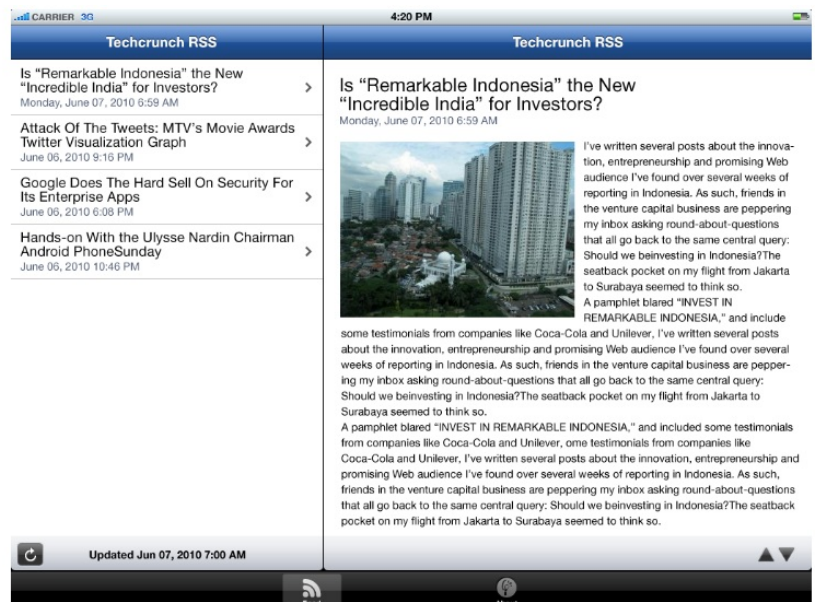 CARRIER 3G
4:20 PM
Techcrunch RSS
Is “Remarkable Indonesia” the New
“Incredible India” for Investors?
Monday, June 07, 2010 6:59 AM
Attack Of The Tweets: MTV’s Movie Awards
Twitter Visualization Graph
June 06, 2010 9:16 PM
Google Does The Hard Sell On Security For
Its Enterprise Apps
June 06, 2010 6:08 PM
Hands-on With the Ulysse Nardin Chairman
Android PhoneSunday
June 06, 2010 10:46 PM
Updated Jun 07, 2010 7:00 AM
Techcrunch RSS
Is “Remarkable Indonesia” the New
“Incredible India” for Investors?
Monday, June 07, 2010 6:59 AM
I’ve written several posts about the innova-
tion, entrepreneurship and promising Web
audience I’ve found over several weeks of
reporting in Indonesia. As such, friends in
the venture capital business are peppering
my inbox asking round-about-questions
that all go back to the same central query:
Should we beinvesting in Indonesia?The
seatback pocket on my flight from Jakarta
to Surabaya seemed to think so.
A pamphlet blared “INVEST IN
REMARKABLE INDONESIA,” and include
some testimonials from companies like Coca-Cola and Unilever, I’ve written several posts
about the innovation, entrepreneurship and promising Web audience I’ve found over several
weeks of reporting in Indonesia. As such, friends in the venture capital business are pepper-
ing my inbox asking round-about-questions that all go back to the same central query:
Should we beinvesting in Indonesia?The seatback pocket on my flight from Jakarta to
Surabaya seemed to think so.
A pamphlet blared “INVEST IN REMARKABLE INDONESIA,” and included some testimonials
from companies like Coca-Cola and Unilever, ome testimonials from companies like
Coca-Cola and Unilever, I’ve written several posts about the innovation, entrepreneurship and
promising Web audience I’ve found over several weeks of reporting in Indonesia. As such,
friends in the venture capital business are peppering my inbox asking round-about-questions
that all go back to the same central query: Should we beinvesting in Indonesia?The seatback
pocket on my flight from Jakarta to Surabaya seemed to think so.